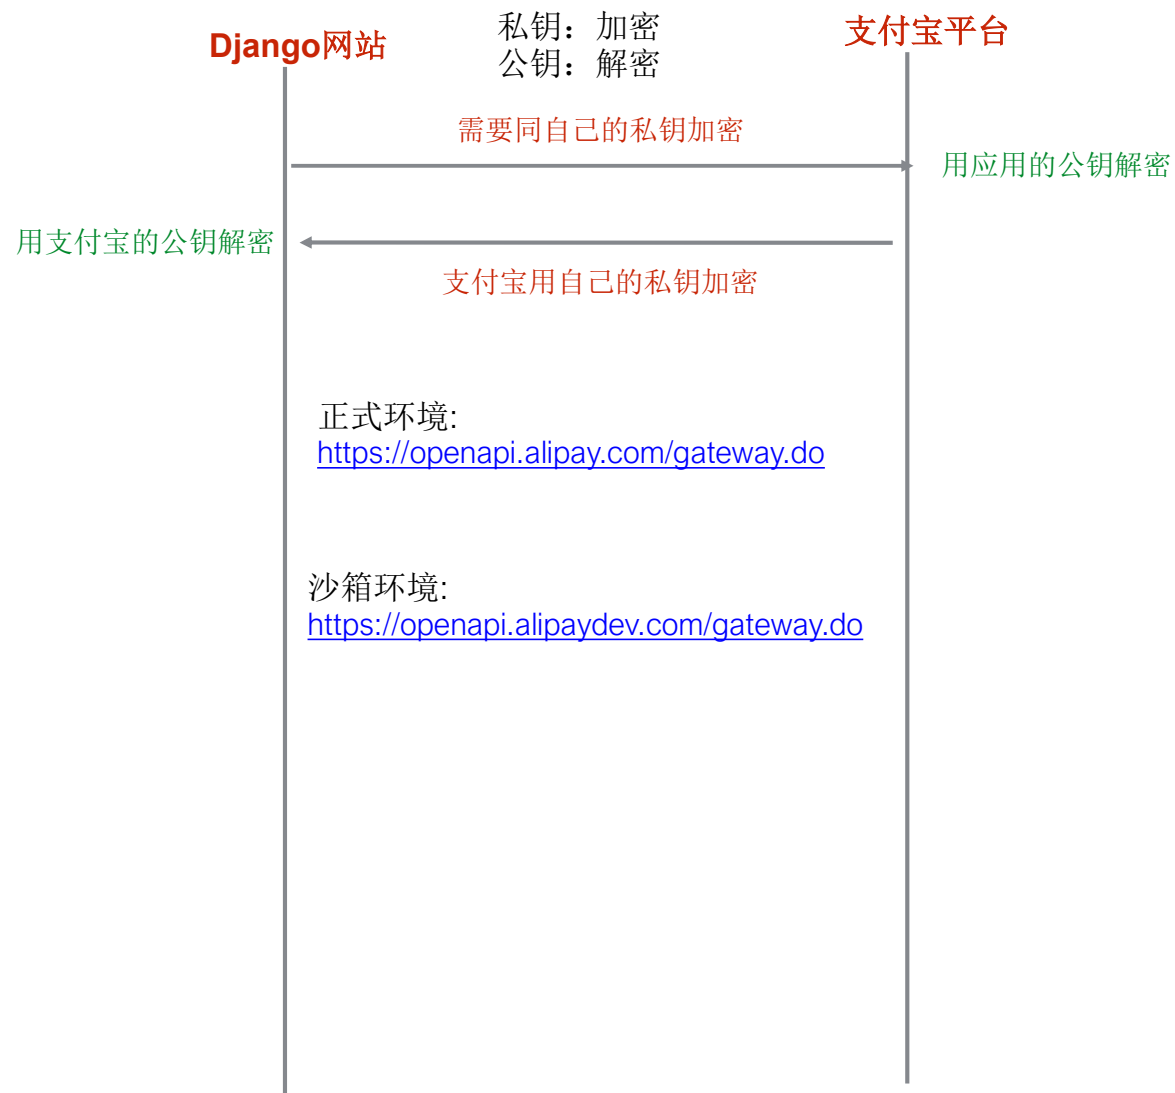 Django网站
私钥：加密
公钥：解密
支付宝平台
需要同自己的私钥加密
用应用的公钥解密
用支付宝的公钥解密
支付宝用自己的私钥加密
正式环境:
https://openapi.alipay.com/gateway.do
沙箱环境:
https://openapi.alipaydev.com/gateway.do